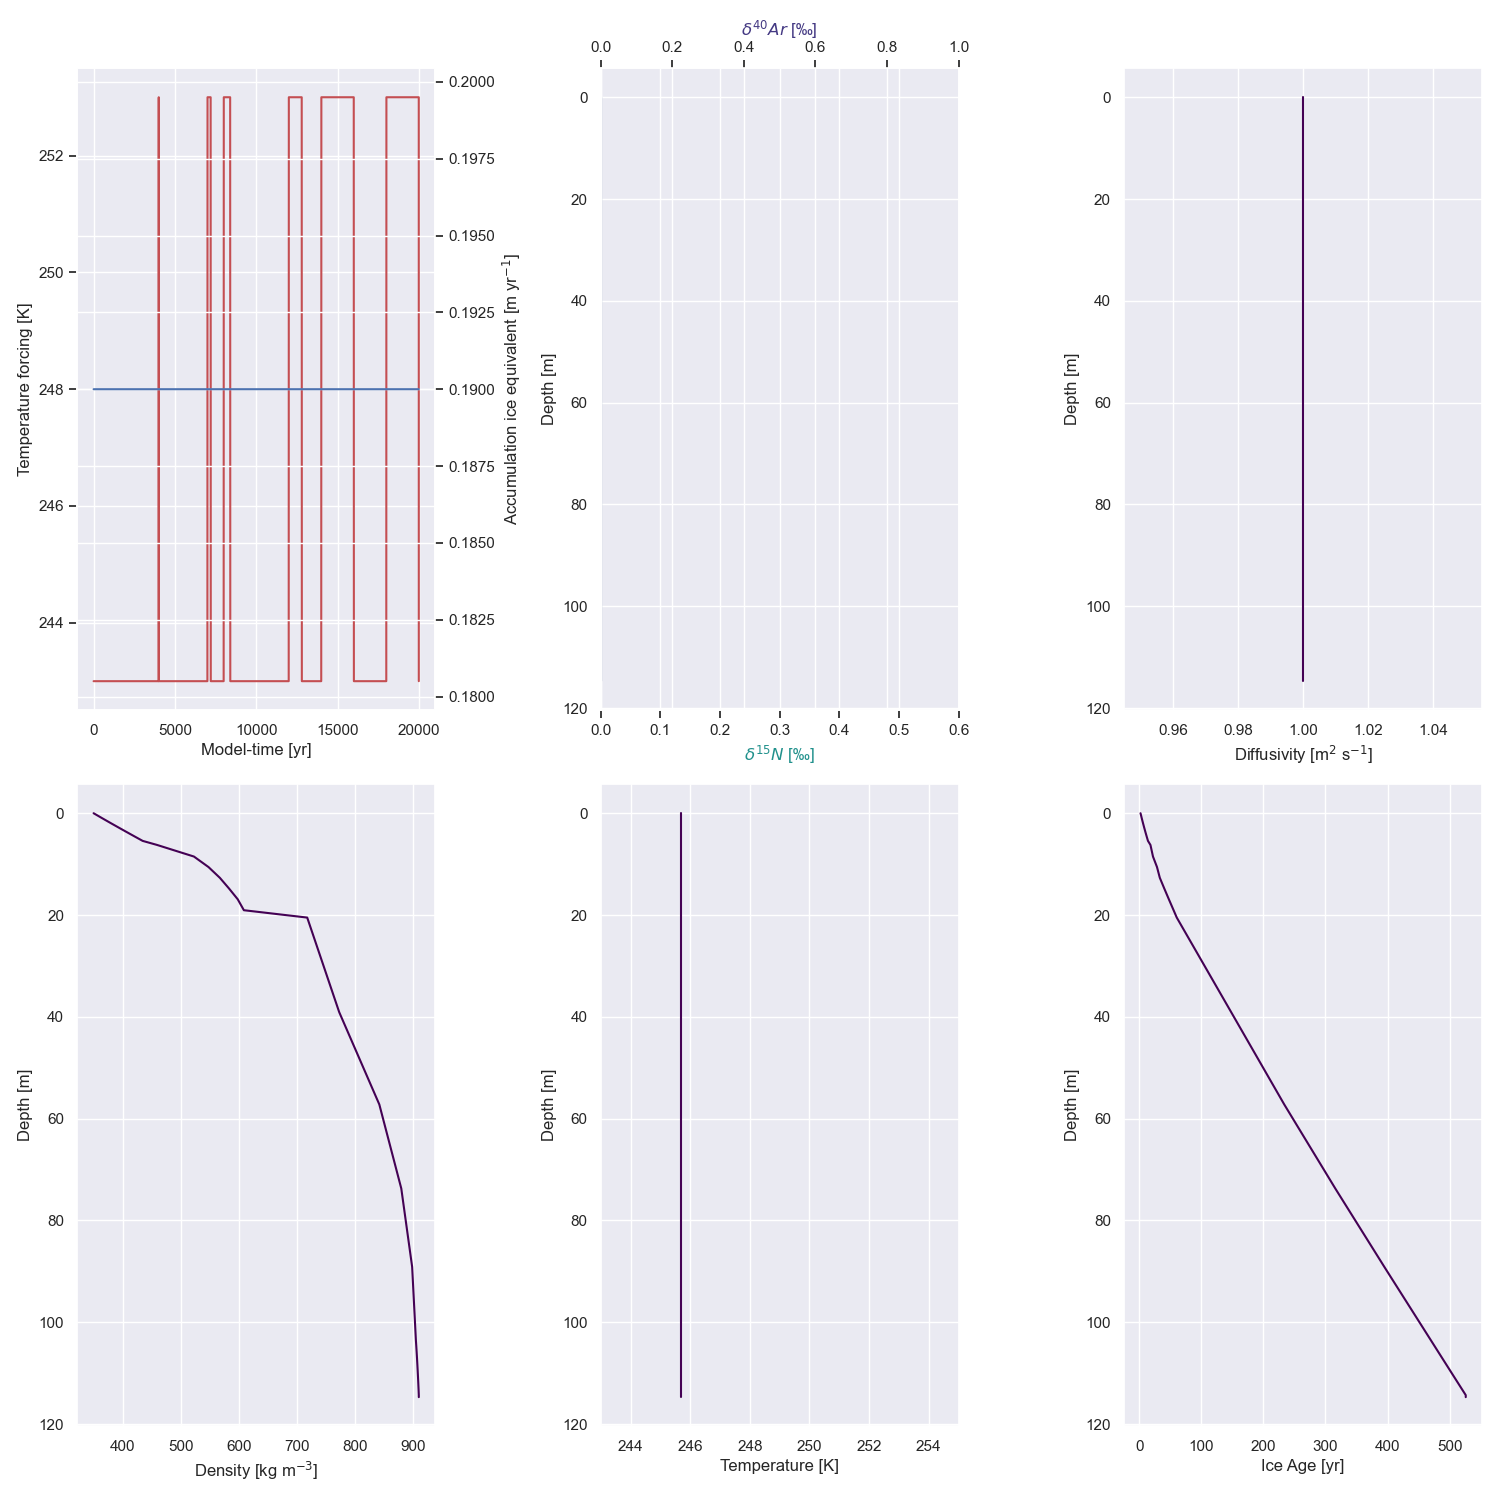 δ⁴⁰Ar [‰]
0.0 0.2 0.4 0.6 0.8 1.0
Temperature forcing [K]
252
250
248
246
244
0.2000
0.1975
0.1950
0.1925
0.1900
0.1875
0.1850
0.1825
0.1800
Accumulation ice equivalent [m yr⁻¹]
0 5000 10000 15000 20000
Model-time [yr]
Depth [m]
0
20
40
60
80
100
120
0.0 0.1 0.2 0.3 0.4 0.5 0.6
δ¹⁵N [‰]
Depth [m]
0
20
40
60
80
100
120
0.96 0.98 1.00 1.02 1.04
Diffusivity [m² s⁻¹]
Depth [m]
0
20
40
60
80
100
120
400 500 600 700 800 900
Density [kg m⁻³]
Depth [m]
0
20
40
60
80
100
120
244 246 248 250 252 254
Temperature [K]
Depth [m]
0
20
40
60
80
100
120
0 100 200 300 400 500
Ice Age [yr]